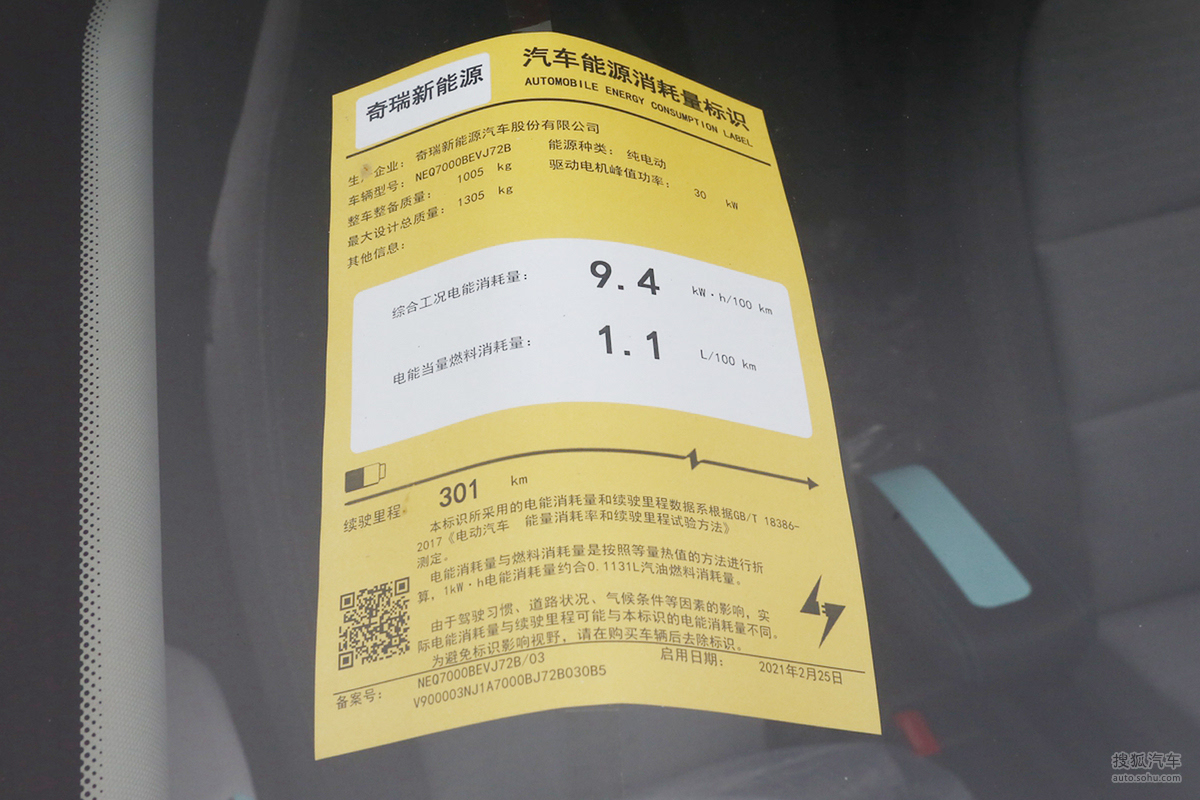 奇瑞新能源
汽车能源消耗量标识
AUTOMOBILE ENERGY CONSUMPTION LABEL
生产企业: 奇瑞新能源汽车股份有限公司
车辆型号: NEQ7000BEVJ72B 能源种类: 纯电动
整车整备质量: 1005 kg 驱动电机峰值功率: 30 kW
最大设计总质量: 1305 kg
其他信息:
综合工况电能消耗量: 9.4 kW·h/100 km
电能当量燃料消耗量: 1.1 L/100 km
续驶里程: 301 km
本标识所采用的电能消耗量和续驶里程数据系根据GB/T 18386-
2017《电动汽车 能量消耗率和续驶里程试验方法》
测定。
电能消耗量与燃料消耗量是按照等量热值的方法进行折
算, 1kW·h电能消耗量约合0.1131L汽油燃料消耗量。
由于驾驶习惯、道路状况、气候条件等因素的影响, 实
际电能消耗量与续驶里程可能与本标识的电能消耗量不同。
为避免标识影响视野, 请在购买车辆后去除标识。
备案号: NEQ7000BEVJ72B/03 启用日期: 2021年2月25日
V900003NJ1A7000BJ72B030B5
搜狐汽车
auto.sohu.com